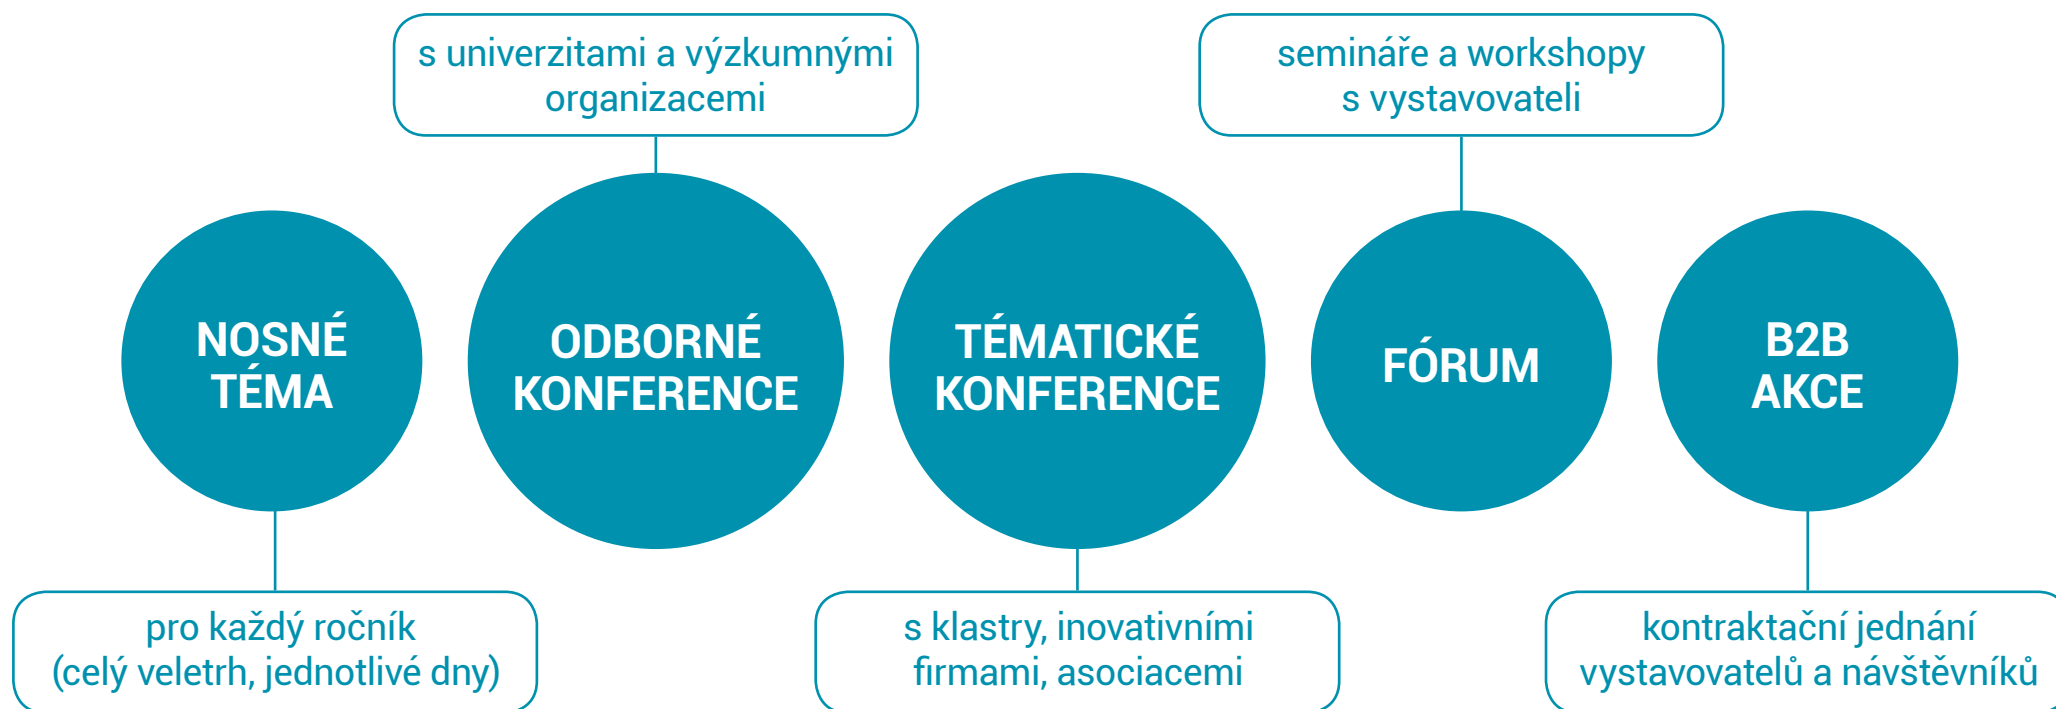 s univerzitami a výzkumnými
organizacemi
semináře a workshopy
s vystavovateli
NOSNÉ
TÉMA
ODBORNÉ
KONFERENCE
TÉMATICKÉ
KONFERENCE
FÓRUM
B2B
AKCE
pro každý ročník
(celý veletrh, jednotlivé dny)
s klastry, inovativními
firmami, asociacemi
kontraktační jednání
vystavovatelů a návštěvníků